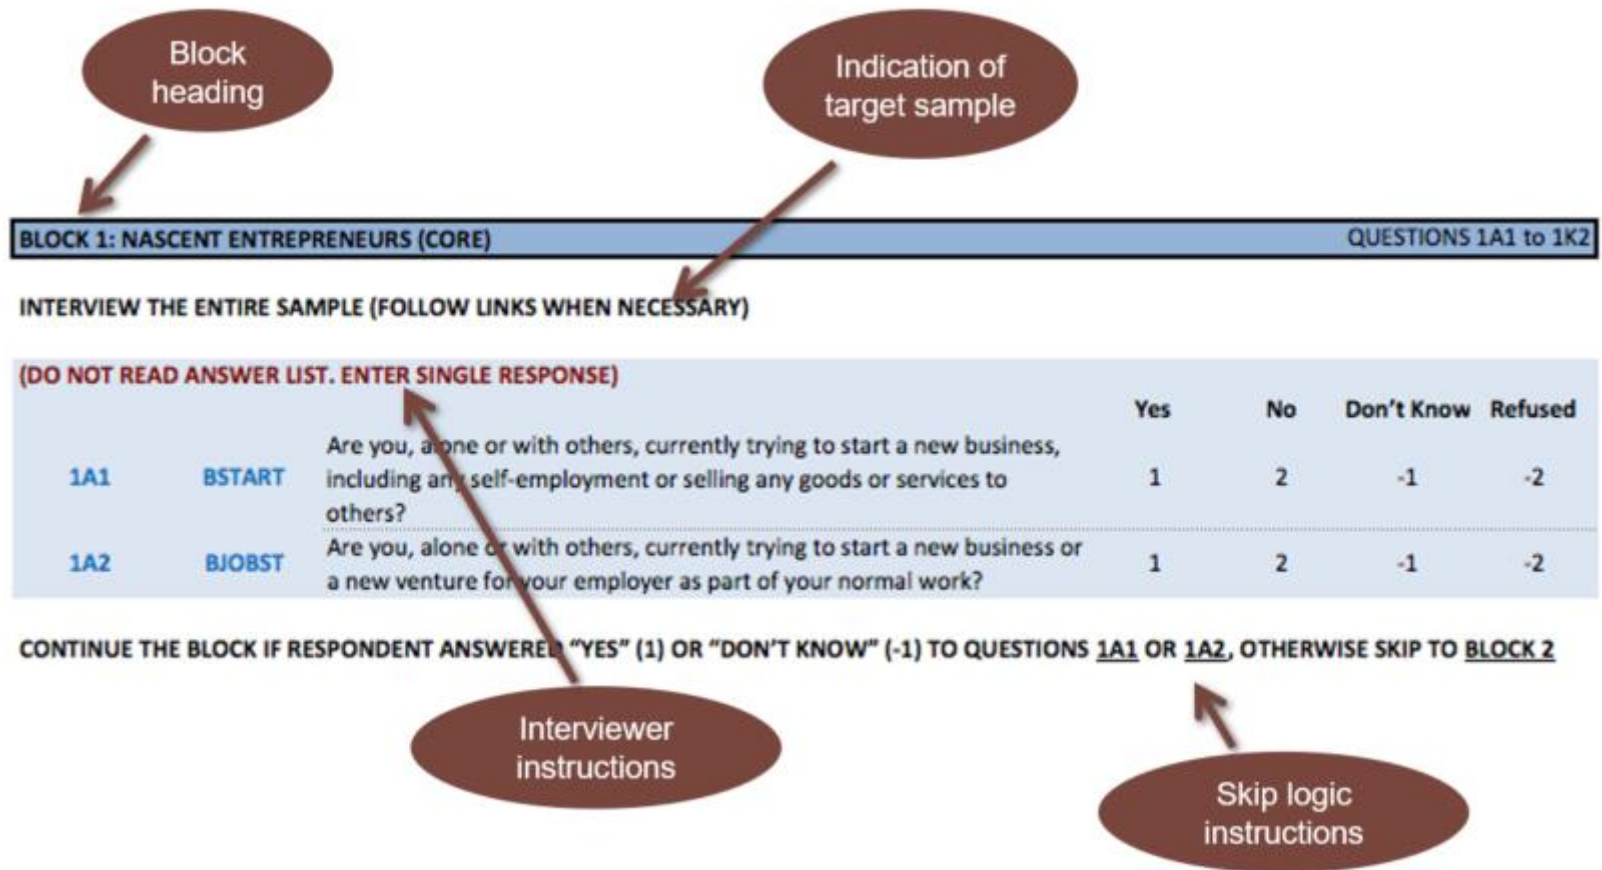 Block
heading
Indication of
target sample
BLOCK 1: NASCENT ENTREPRENEURS (CORE) QUESTIONS 1A1 to 1K2
INTERVIEW THE ENTIRE SAMPLE (FOLLOW LINKS WHEN NECESSARY)
(DO NOT READ ANSWER LIST. ENTER SINGLE RESPONSE)
Yes No Don't Know Refused
Are you, alone or with others, currently trying to start a new business,
1A1 BSTART including any self-employment or selling any goods or services to 1 2 -1 -2
others?
Are you, alone or with others, currently trying to start a new business or
1A2 BJOBST a new venture for your employer as part of your normal work? 1 2 -1 -2
CONTINUE THE BLOCK IF RESPONDENT ANSWERED "YES" (1) OR "DON'T KNOW" (-1) TO QUESTIONS 1A1 OR 1A2, OTHERWISE SKIP TO BLOCK 2
Interviewer
instructions
Skip logic
instructions